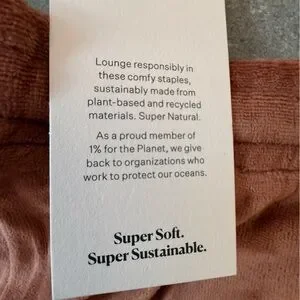 Lounge responsibly in
these comfy staples,
sustainably made from
plant-based and recycled
materials. Super Natural.
As a proud member of
1% for the Planet, we give
back to organizations who
work to protect our oceans.
Super Soft.
Super Sustainable.